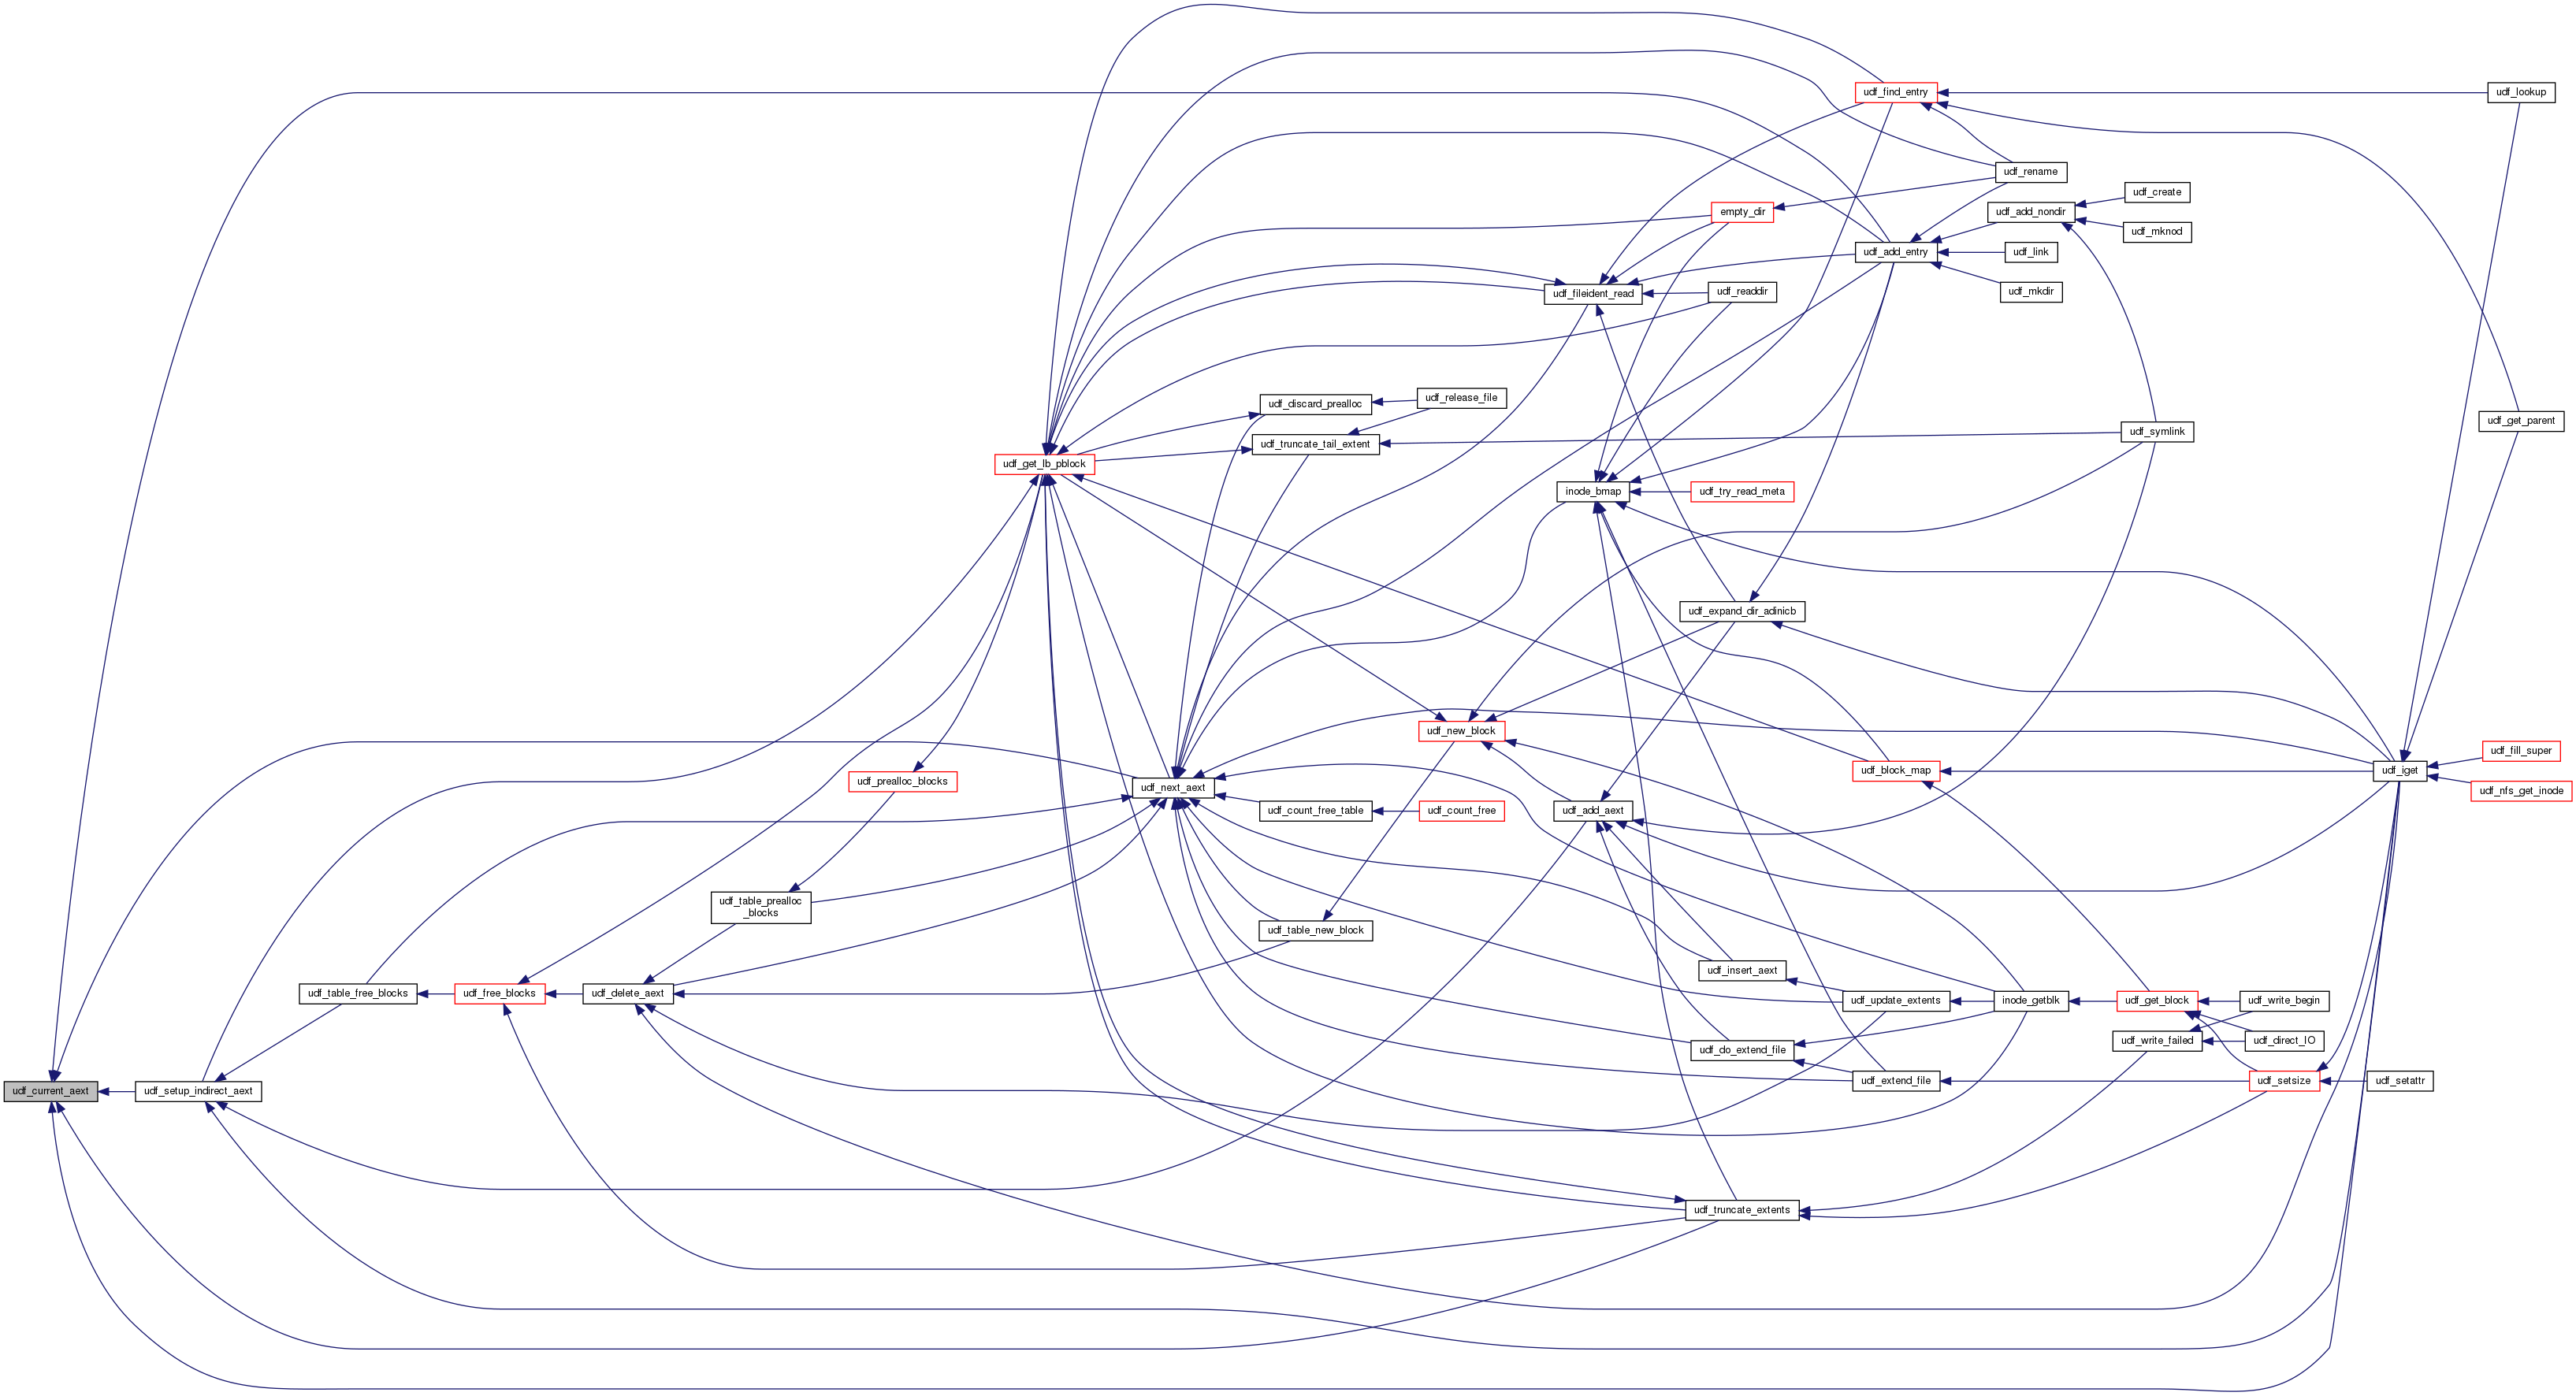 udf_find_entry
udf_lookup
udf_rename
udf_create
empty_dir
udf_add_nondir
udf_mknod
udf_add_entry
udf_link
udf_fileident_read
udf_readdir
udf_mkdir
udf_discard_prealloc
udf_release_file
udf_get_parent
udf_truncate_tail_extent
udf_symlink
udf_get_lb_pblock
inode_bmap
udf_try_read_meta
udf_expand_dir_adinicb
udf_new_block
udf_fill_super
udf_block_map
udf_iget
udf_prealloc_blocks
udf_next_aext
udf_nfs_get_inode
udf_count_free_table
udf_count_free
udf_add_aext
udf_table_prealloc
_blocks
udf_table_new_block
udf_insert_aext
udf_table_free_blocks
udf_free_blocks
udf_delete_aext
udf_update_extents
inode_getblk
udf_get_block
udf_write_begin
udf_write_failed
udf_direct_IO
udf_do_extend_file
udf_current_aext
udf_setup_indirect_aext
udf_extend_file
udf_setsize
udf_setattr
udf_truncate_extents